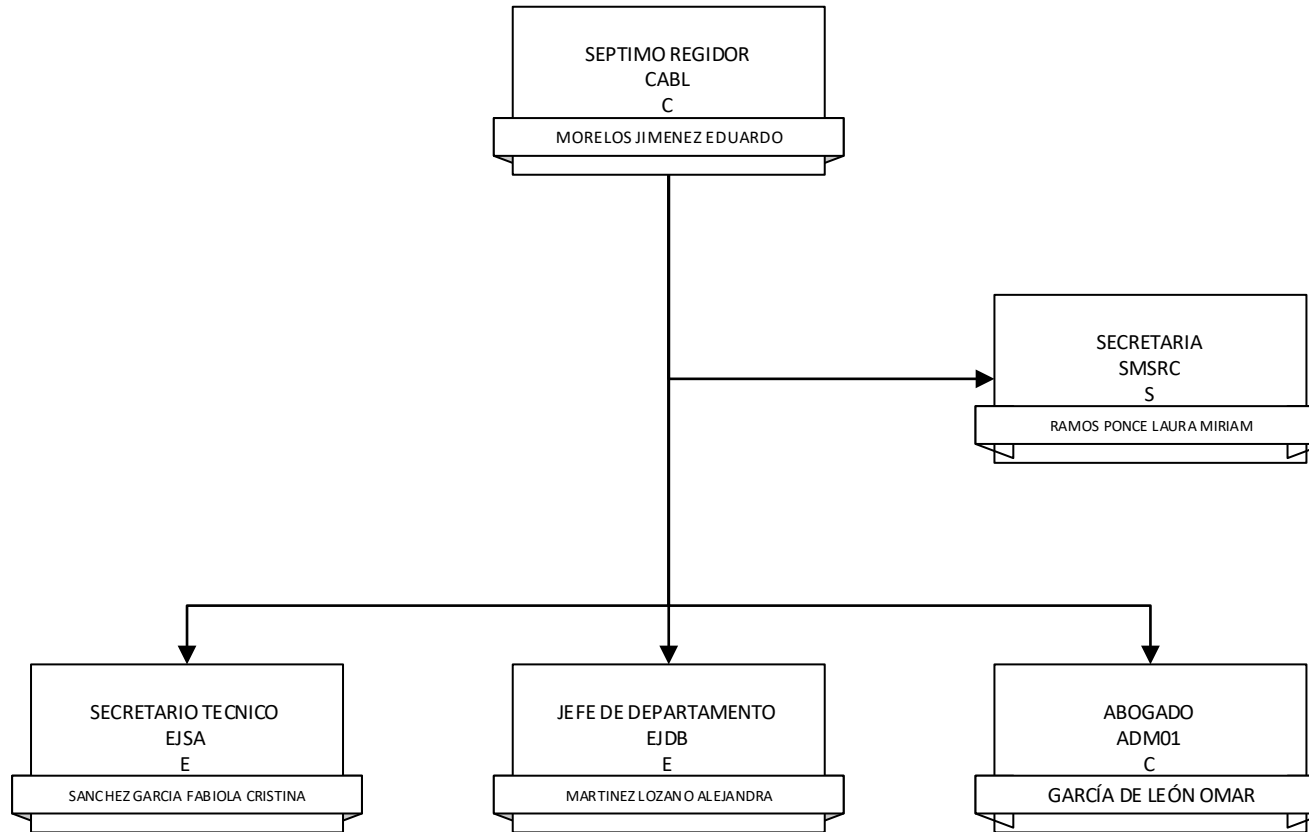 SEPTIMO REGIDOR
CABL
C
MORELOS JIMENEZ EDUARDO
SECRETARIA
SMSRC
S
RAMOS PONCE LAURA MIRIAM
SECRETARIO TECNICO
EJSA
E
SANCHEZ GARCIA FABIOLA CRISTINA
JEFE DE DEPARTAMENTO
EJDB
E
MARTINEZ LOZANO ALEJANDRA
ABOGADO
ADM01
C
GARCÍA DE LEÓN OMAR